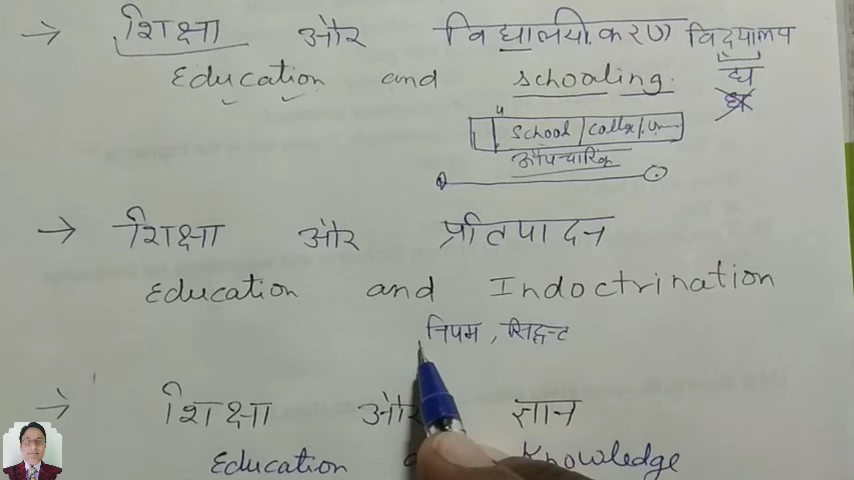 → शिक्षा और विद्यालयीकरण विद्यालय
Education and schooling.
द्य
school / college /
औपचारिक
→ शिक्षा और प्रतिपादन
Education and Indoctrination
नियम, सिद्धान्त
→ शिक्षा और ज्ञान
Education Knowledge